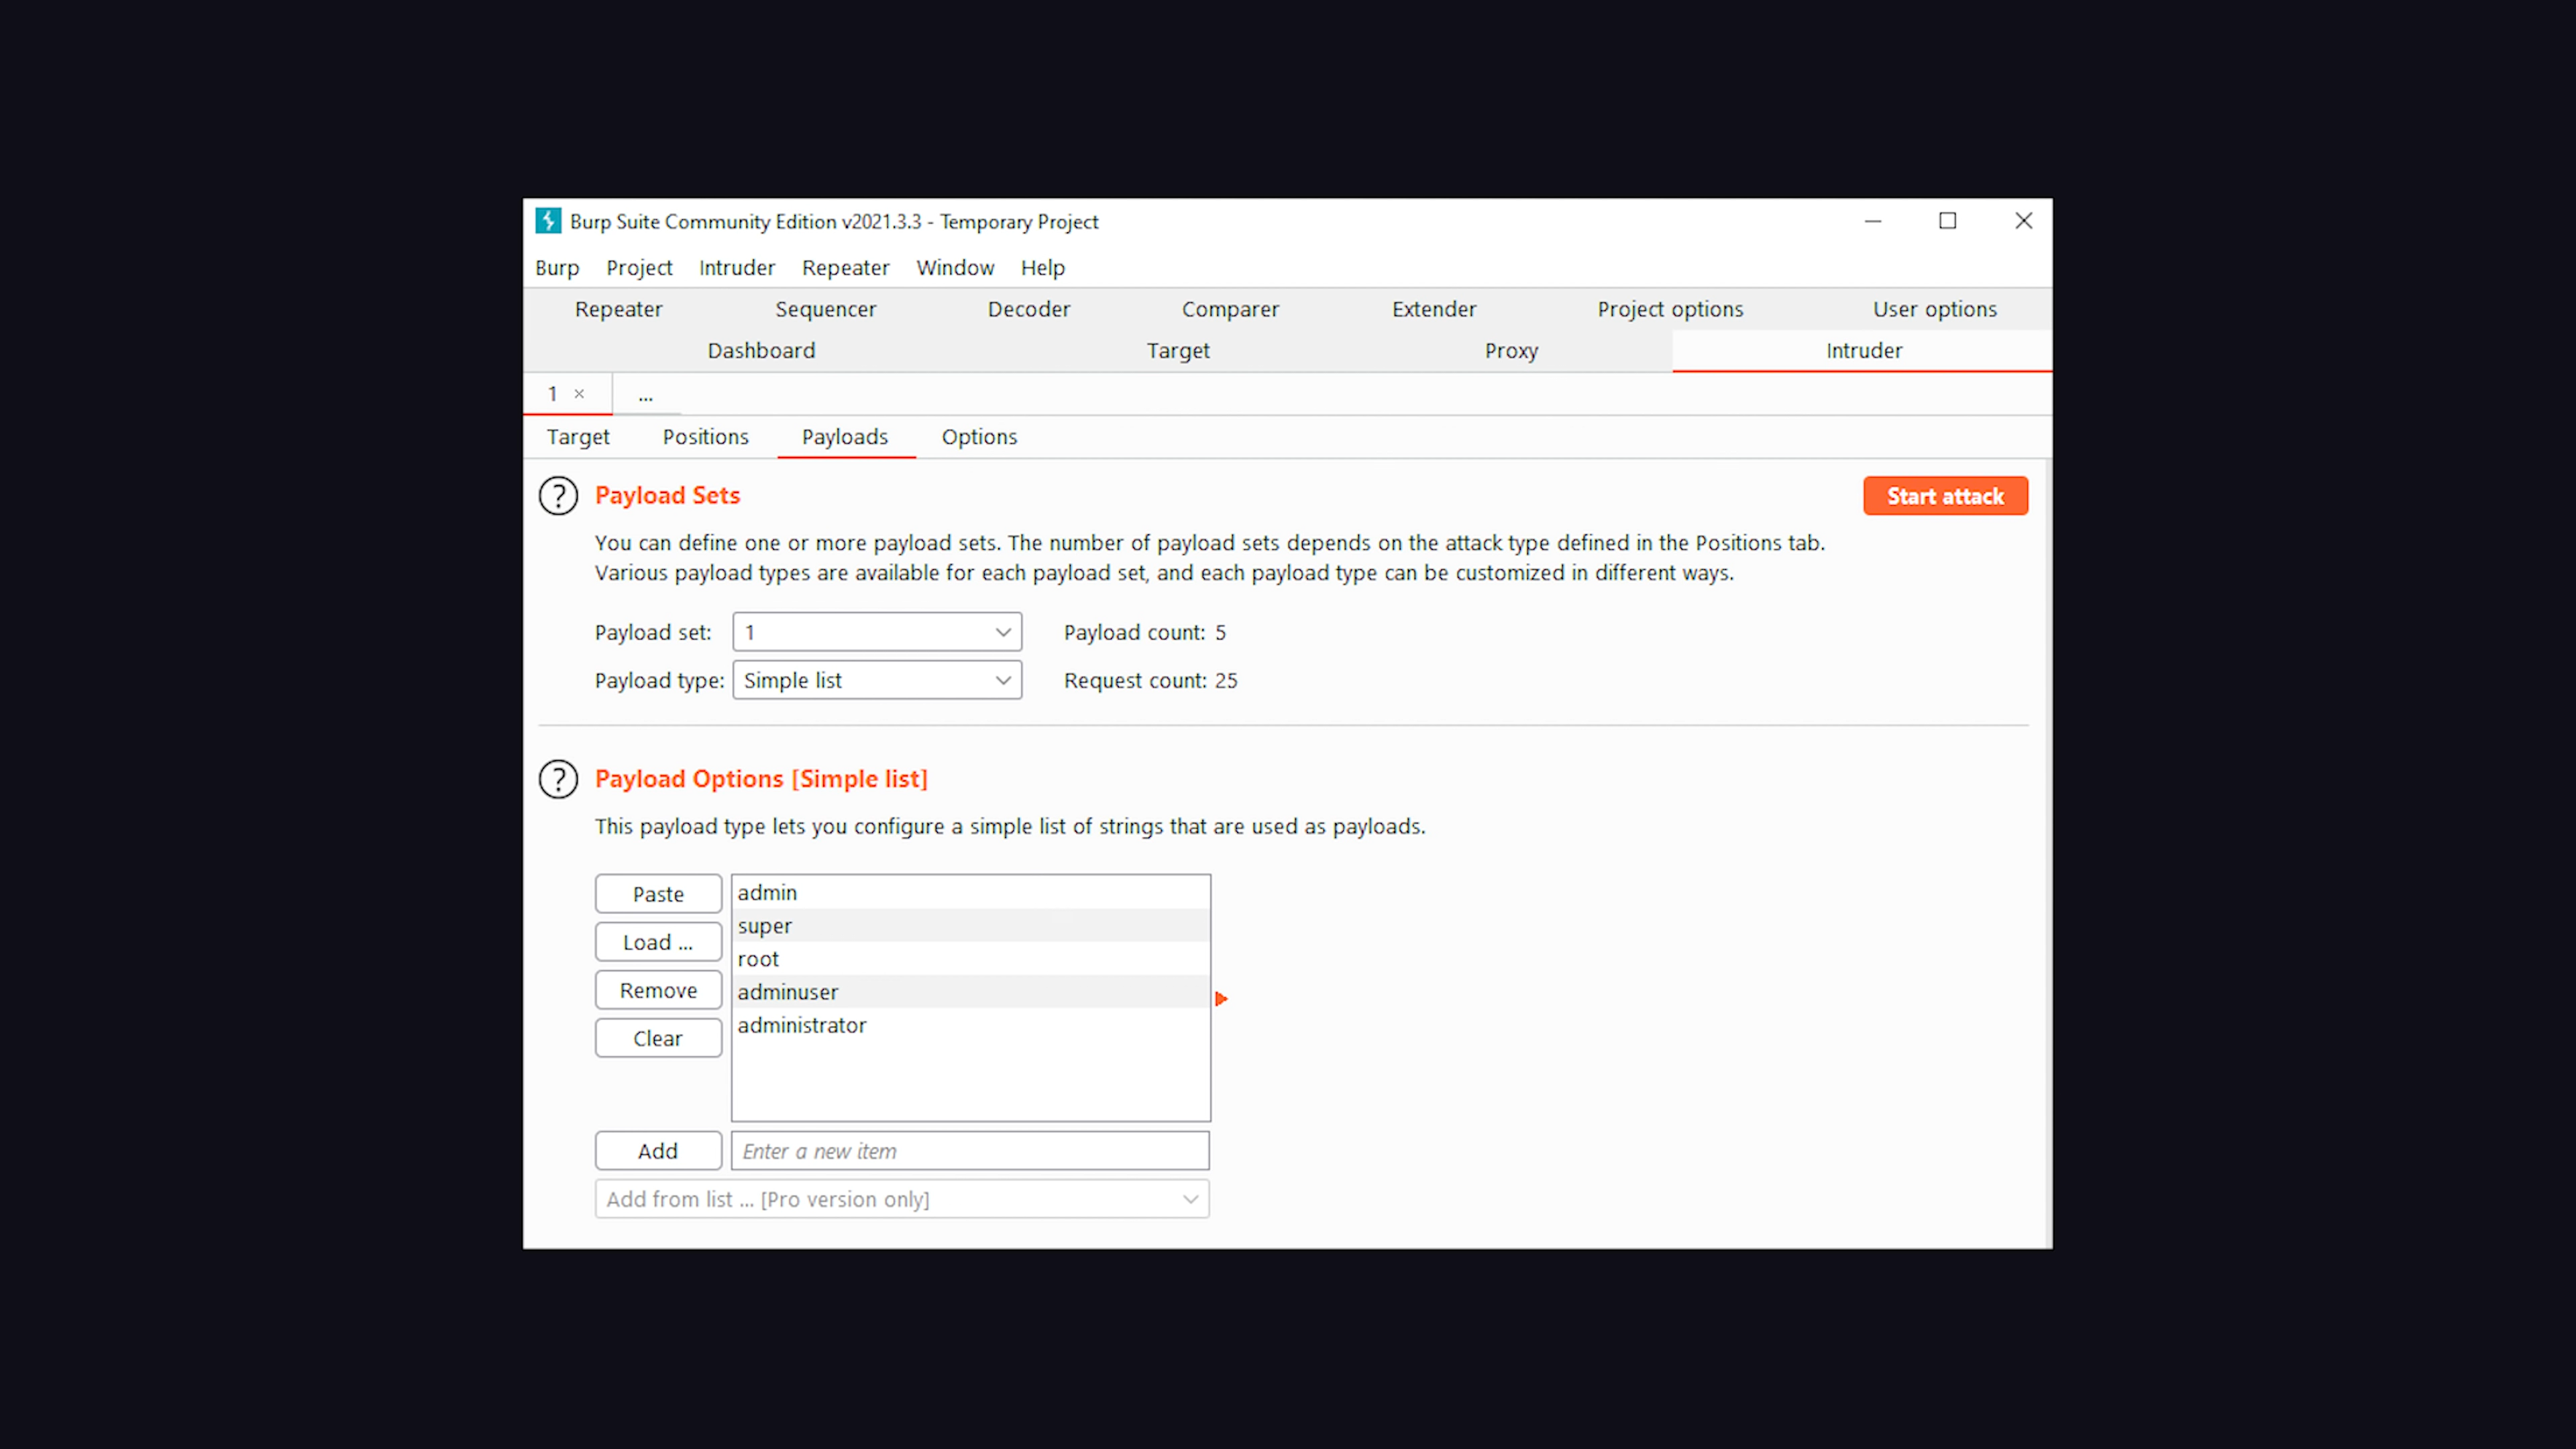 Burp Suite Community Edition v2021.3.3 - Temporary Project
Burp Project Intruder Repeater Window Help
Repeater Sequencer Decoder Comparer Extender Project options User options
Dashboard Target Proxy Intruder
1 × ...
Target Positions Payloads Options
? Payload Sets Start attack
You can define one or more payload sets. The number of payload sets depends on the attack type defined in the Positions tab.
Various payload types are available for each payload set, and each payload type can be customized in different ways.
Payload set: 1 Payload count: 5
Payload type: Simple list Request count: 25
? Payload Options [Simple list]
This payload type lets you configure a simple list of strings that are used as payloads.
Paste admin
super
Load ...
root
Remove adminuser
administrator
Clear
Add Enter a new item
Add from list ... [Pro version only]